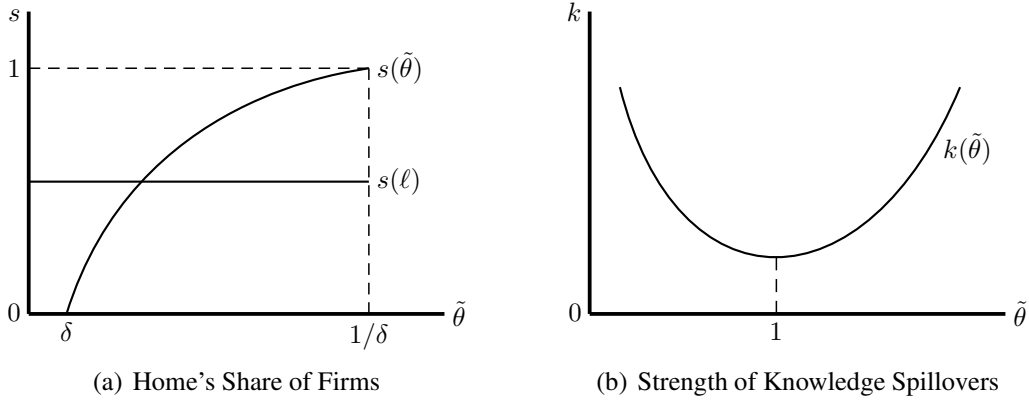 s
1
s(θ̃)
s(ℓ)
0
δ
1/δ
θ̃
(a) Home's Share of Firms
k
k(θ̃)
0
1
θ̃
(b) Strength of Knowledge Spillovers